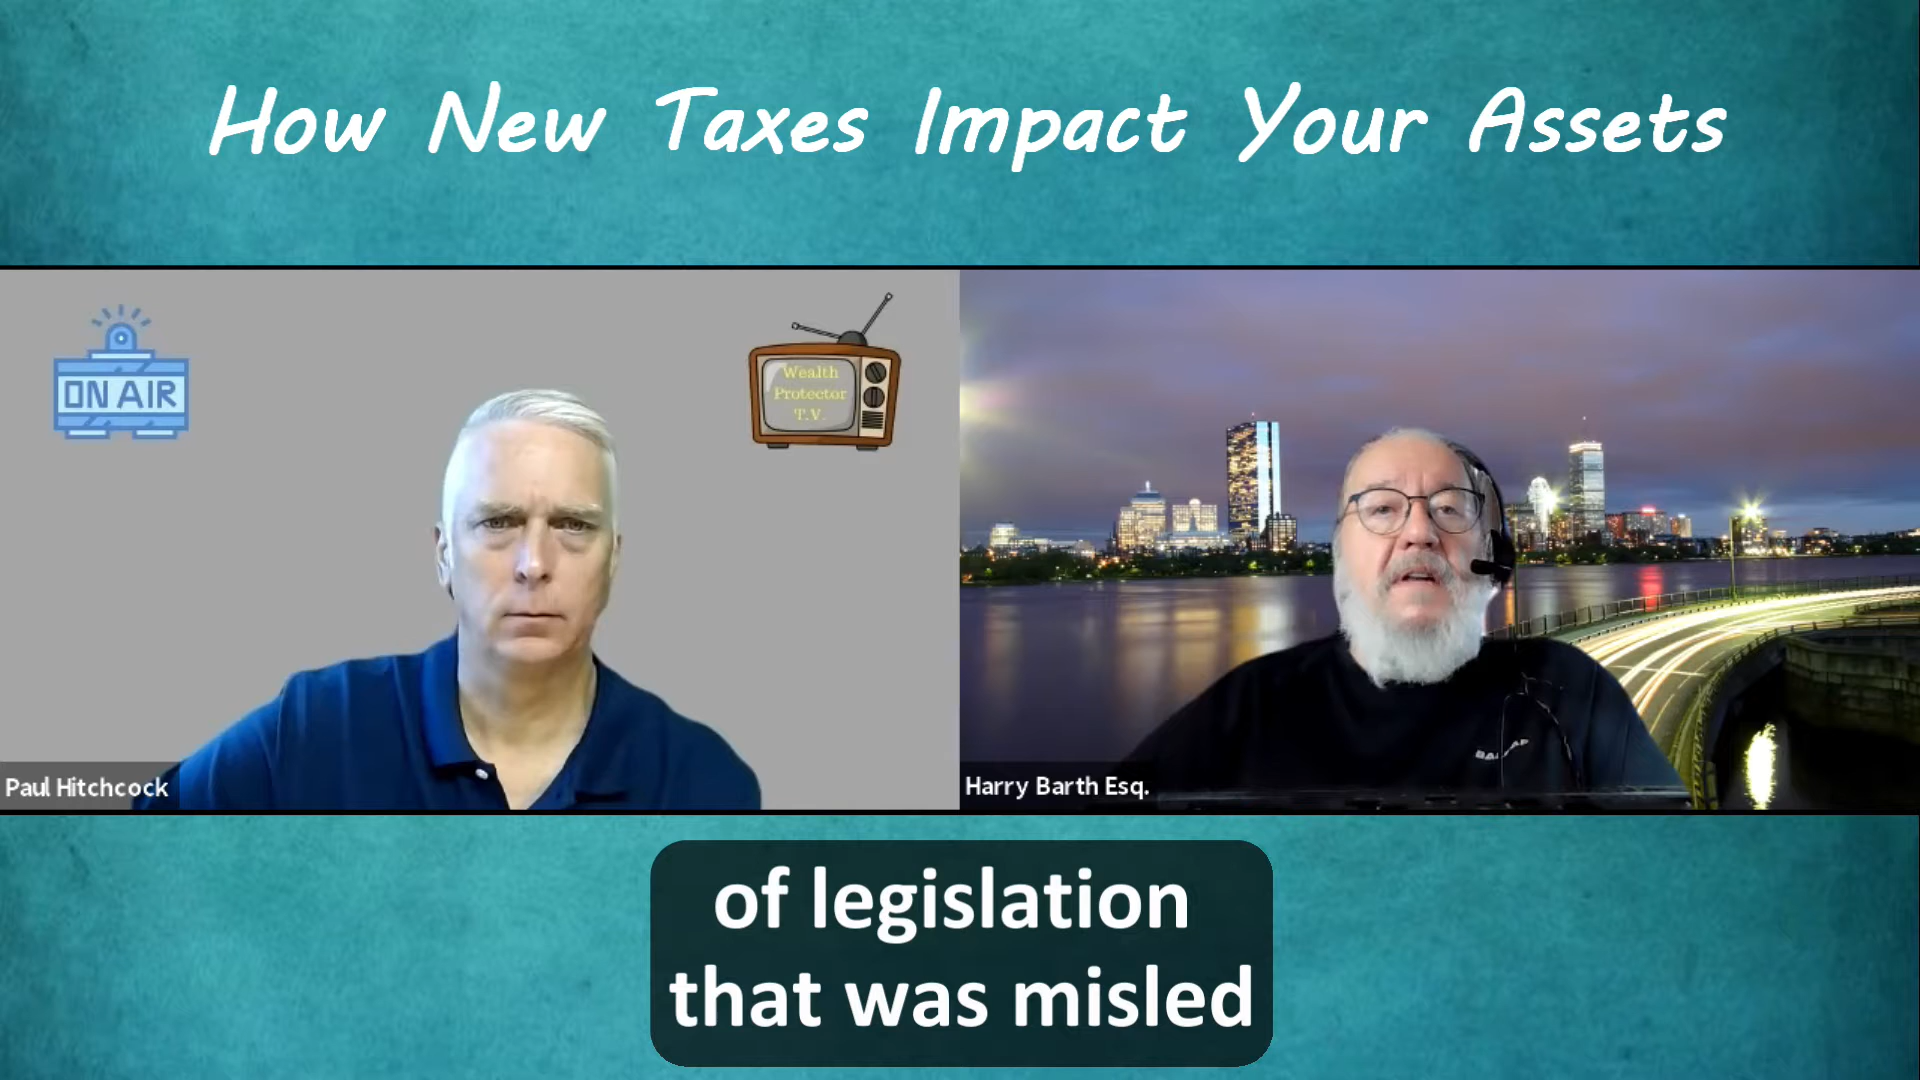 How New Taxes Impact Your Assets
ON AIR
Wealth
Protector
T.V.
Paul Hitchcock
Harry Barth Esq.
of legislation
that was misled